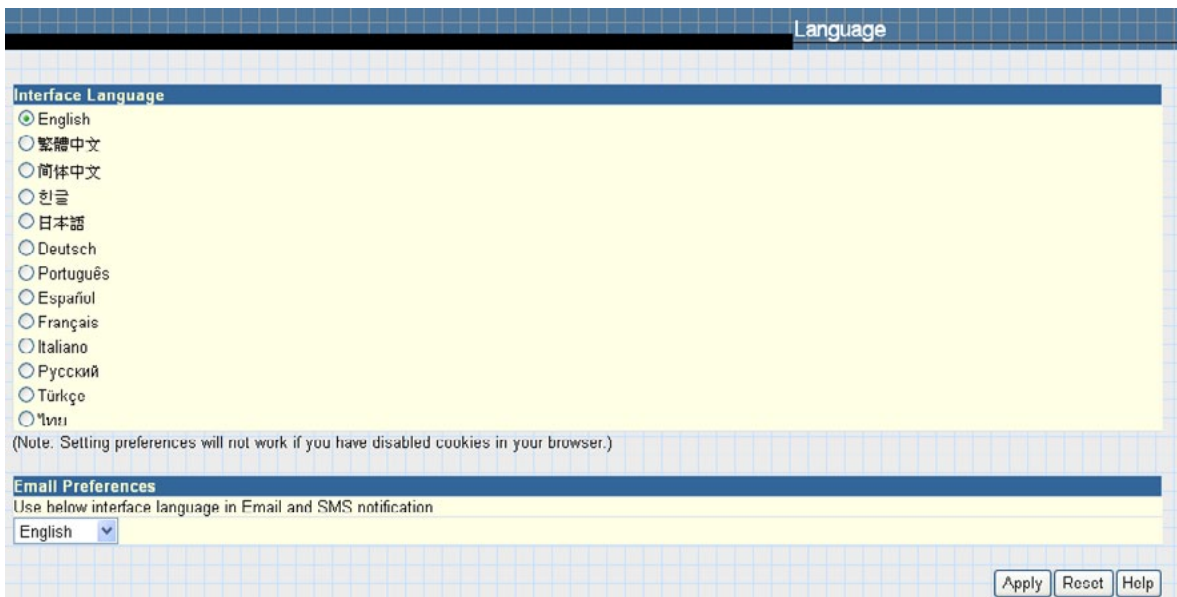 Language
Interface Language
English
繁體中文
简体中文
한글
日本語
Deutsch
Português
Español
Français
Italiano
Русский
Türkçe
ไทย
(Note. Setting preferences will not work if you have disabled cookies in your browser.)
Email Preferences
Use below interface language in Email and SMS notification
English
Apply Reset Help